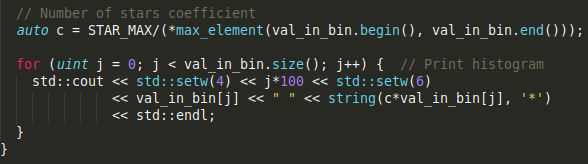 // Number of stars coefficient
auto c = STAR_MAX/(*max_element(val_in_bin.begin(), val_in_bin.end()));
for (uint j = 0; j < val_in_bin.size(); j++) {  // Print histogram
std::cout << std::setw(4) << j*100 << std::setw(6)
<< val_in_bin[j] << " " << string(c*val_in_bin[j], '*')
<< std::endl;
}
}